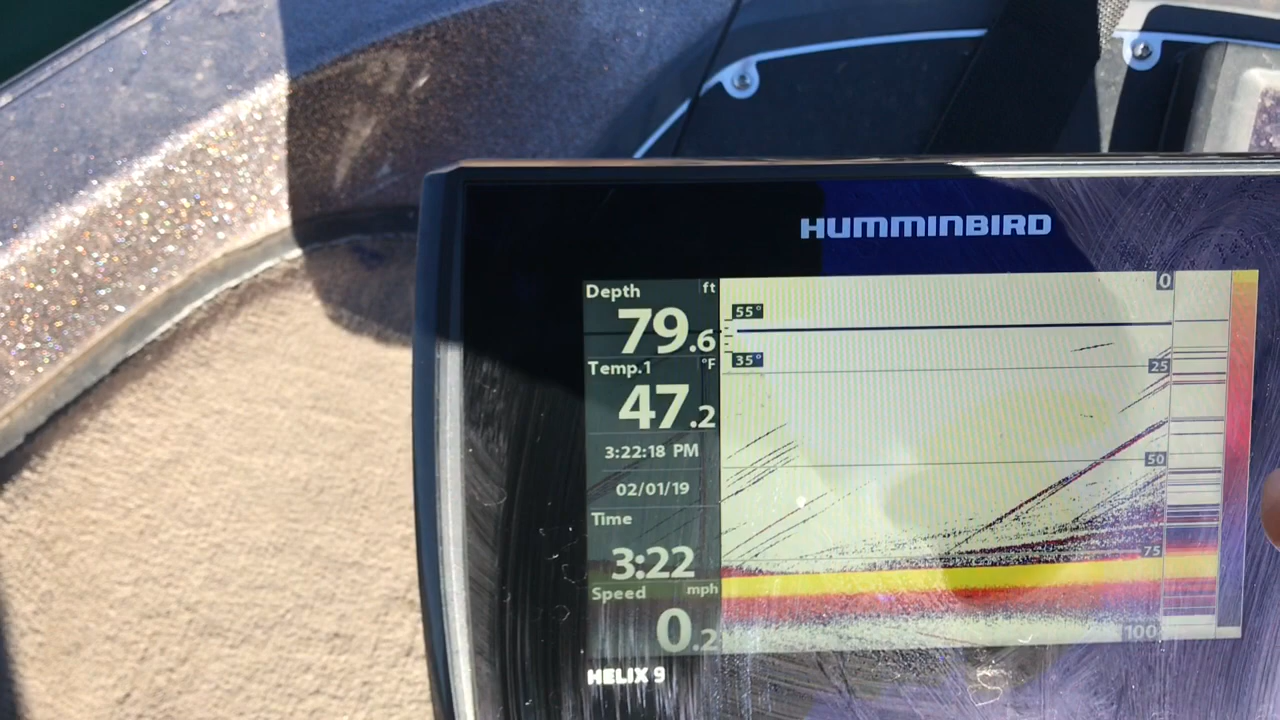 HUMMINBIRD
Depth ft
79.6
Temp.1 °F
47.2
3:22:18 PM
02/01/19
Time
3:22
Speed mph
0.2
55°
35°
0
25
50
75
100
HELIX 9